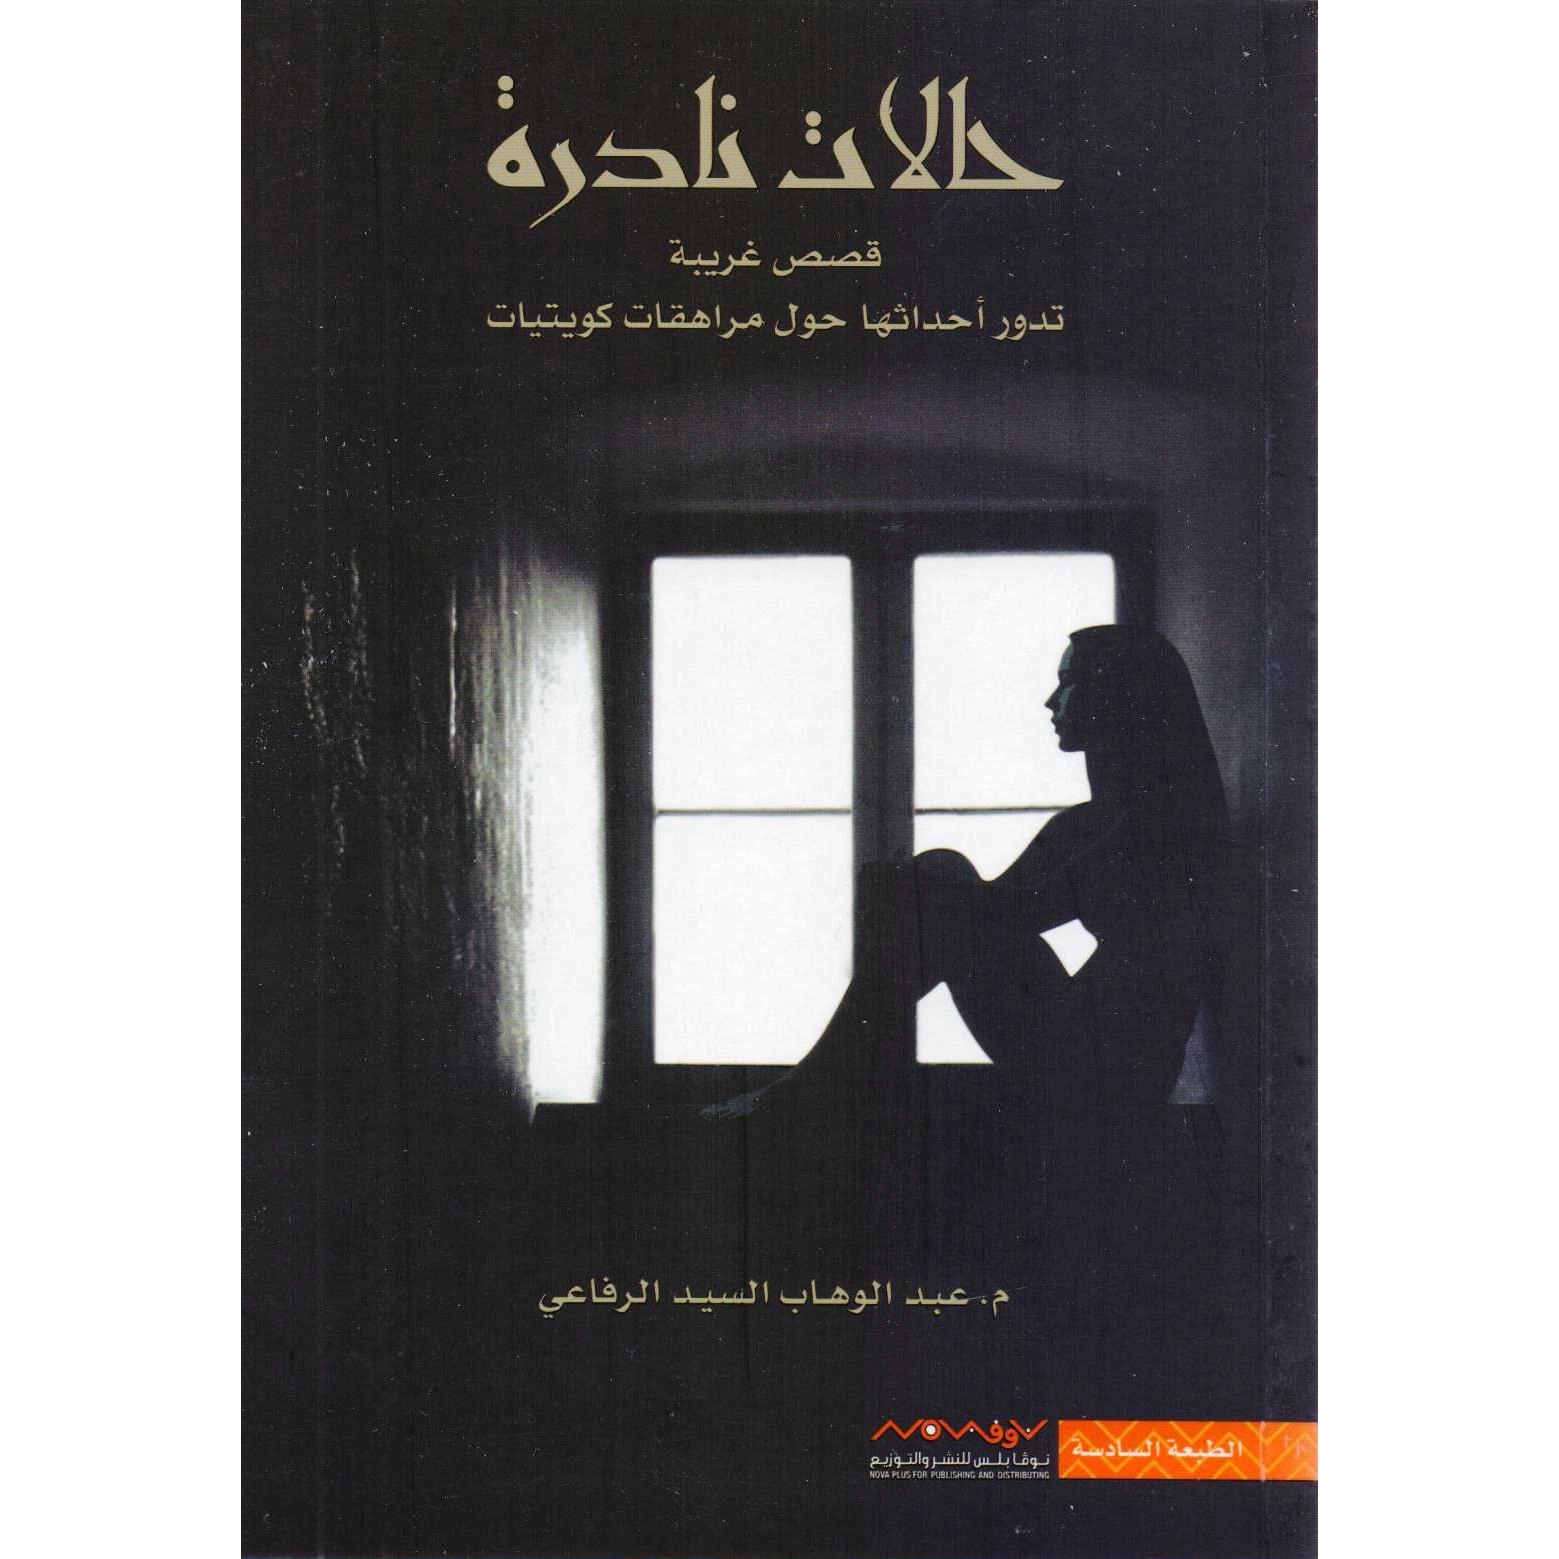 حالات نادرة
قصص غريبة
تدور أحداثها حول مراهقات كويتيات
م. عبد الوهاب السيد الرفاعي
نوفا NOVA
نوفا بلس للنشر والتوزيع
NOVA PLUS FOR PUBLISHING AND DISTRIBUTING
الطبعة السادسة